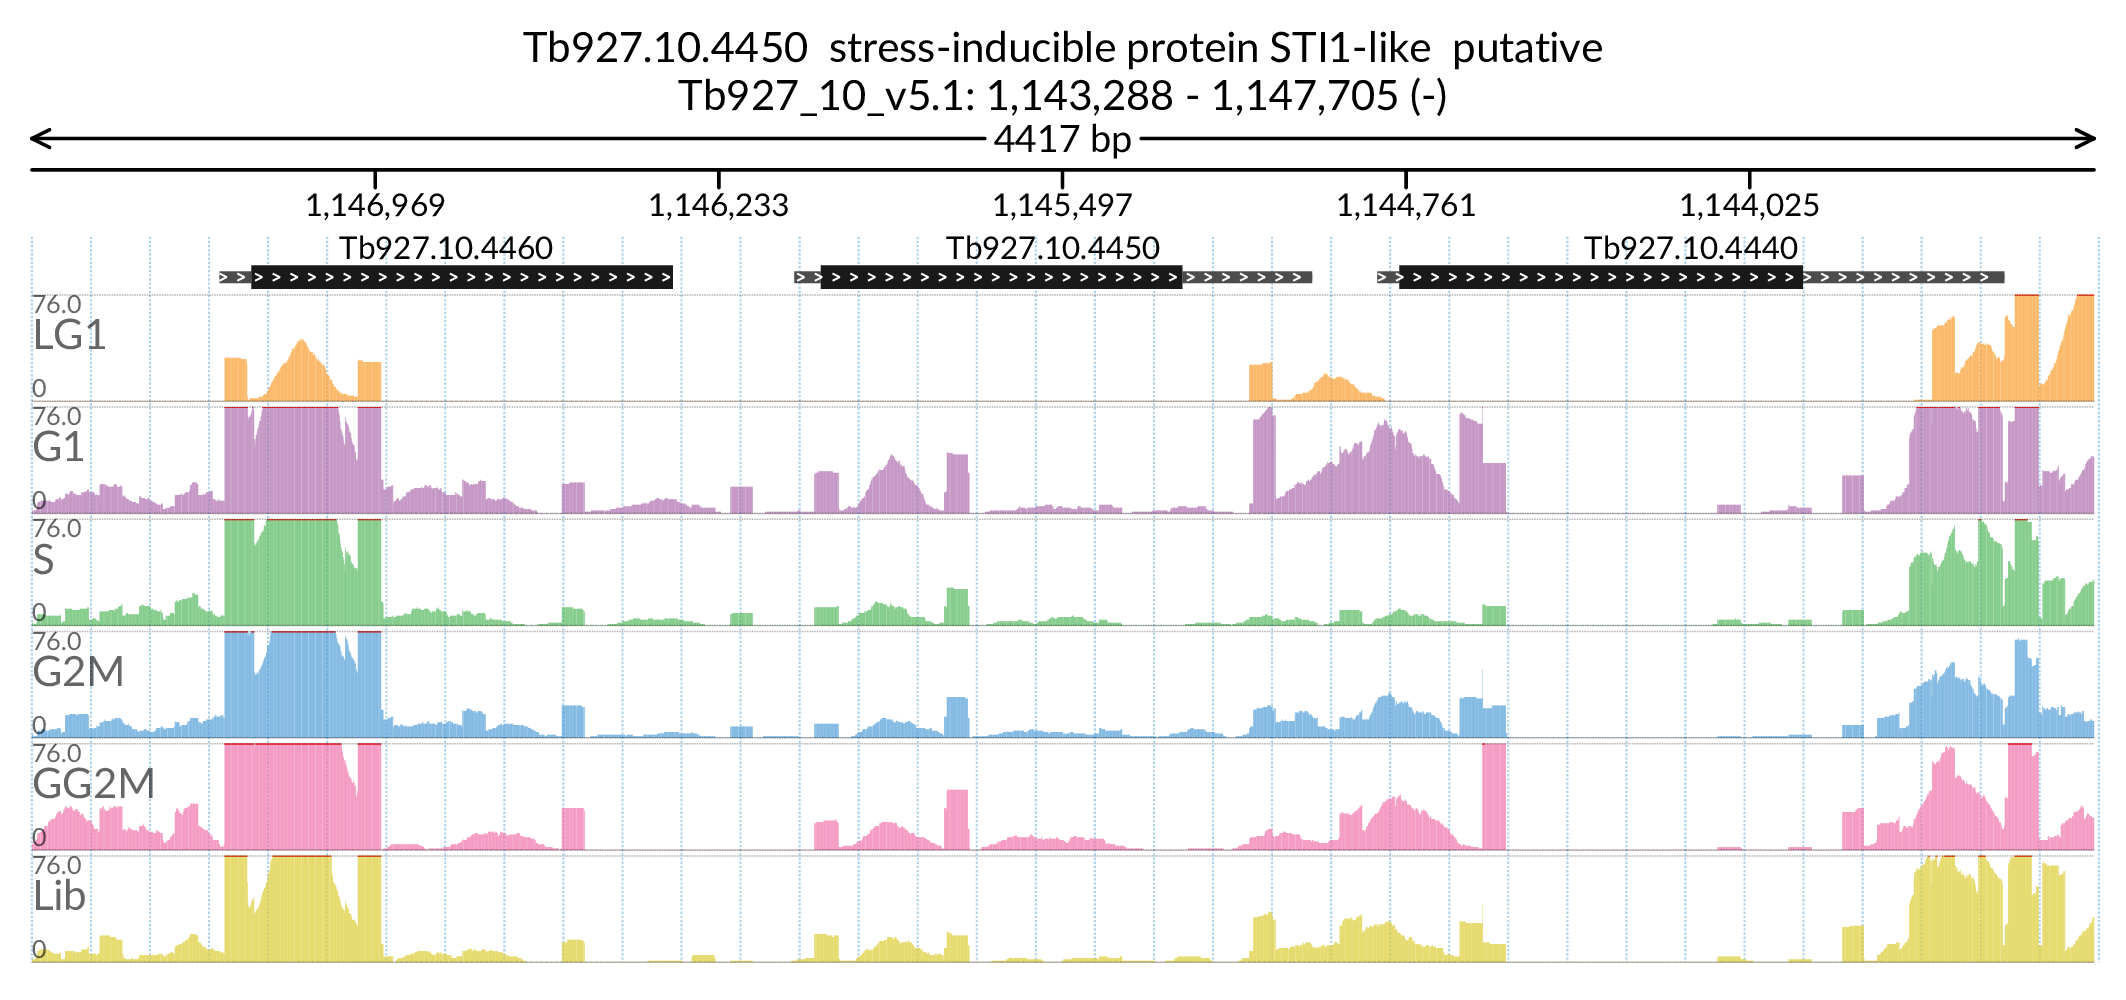 Tb927.10.4450  stress-inducible protein STI1-like  putative
Tb927_10_v5.1: 1,143,288 - 1,147,705 (-)
4417 bp
1,146,969 1,146,233 1,145,497 1,144,761 1,144,025
Tb927.10.4460 Tb927.10.4450 Tb927.10.4440
76.0
LG1
0
76.0
G1
0
76.0
S
0
76.0
G2M
0
76.0
GG2M
0
76.0
Lib
0